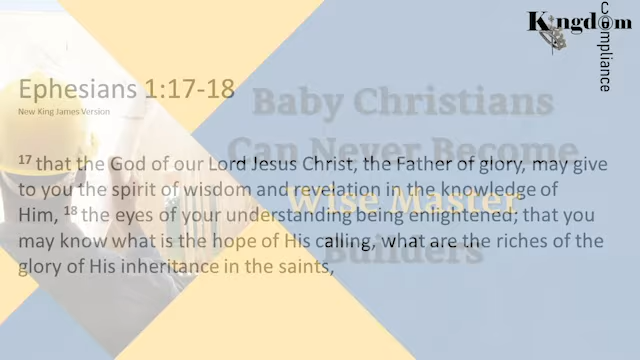 Kingdom
Compliance
Ephesians 1:17-18
New King James Version
Baby Christians
Can Never Become
Wise Master
Builders
17 that the God of our Lord Jesus Christ, the Father of glory, may give
to you the spirit of wisdom and revelation in the knowledge of
Him, 18 the eyes of your understanding being enlightened; that you
may know what is the hope of His calling, what are the riches of the
glory of His inheritance in the saints,